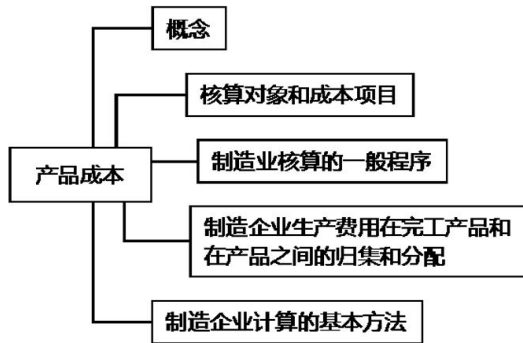 概念
核算对象和成本项目
产品成本
制造业核算的一般程序
制造企业生产费用在完工产品和
在产品之间的归集和分配
制造企业计算的基本方法